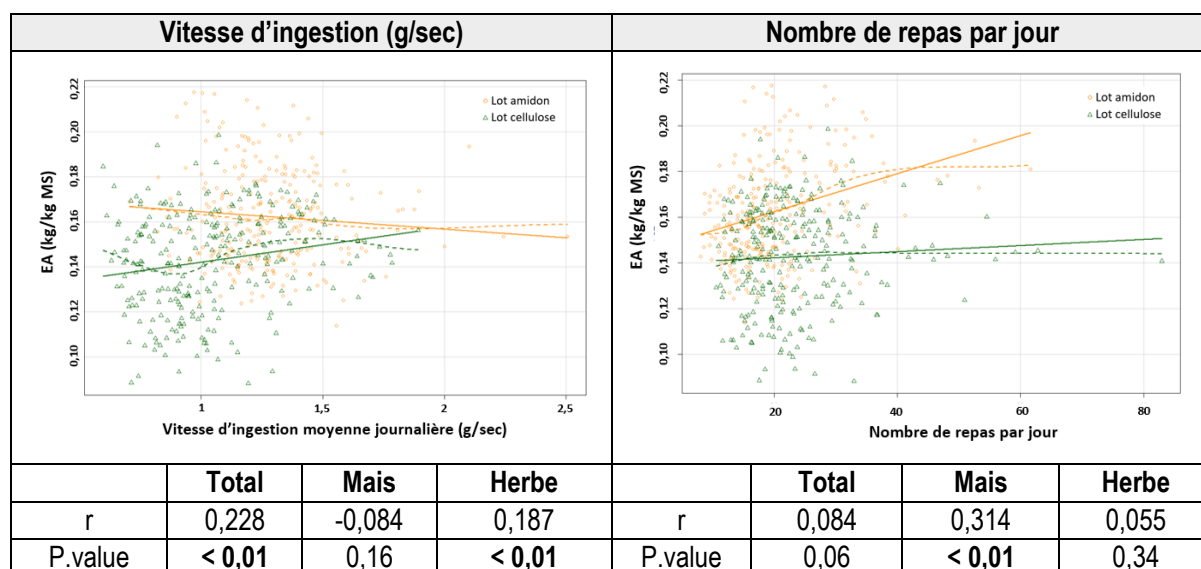 Vitesse d'ingestion (g/sec)
Nombre de repas par jour
EA (kg/kg MS)
0,22
0,20
0,18
0,16
0,14
0,12
0,10
Lot amidon
Lot cellulose
1
1,5
2
2,5
Vitesse d'ingestion moyenne journalière (g/sec)
EA (kg/kg MS)
0,22
0,20
0,18
0,16
0,14
0,12
0,10
Lot amidon
Lot cellulose
20
40
60
80
Nombre de repas par jour
Total Mais Herbe
r 0,228 -0,084 0,187
P.value < 0,01 0,16 < 0,01
Total Mais Herbe
r 0,084 0,314 0,055
P.value 0,06 < 0,01 0,34